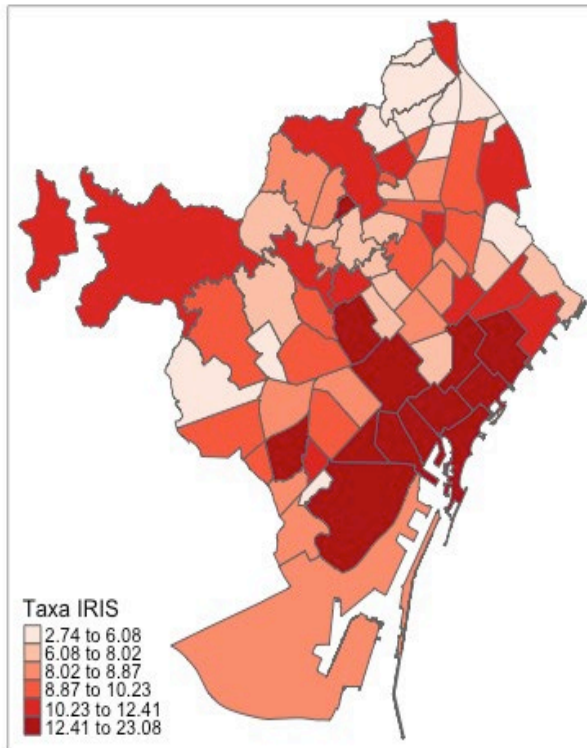 Taxa IRIS
2.74 to 6.08
6.08 to 8.02
8.02 to 8.87
8.87 to 10.23
10.23 to 12.41
12.41 to 23.08